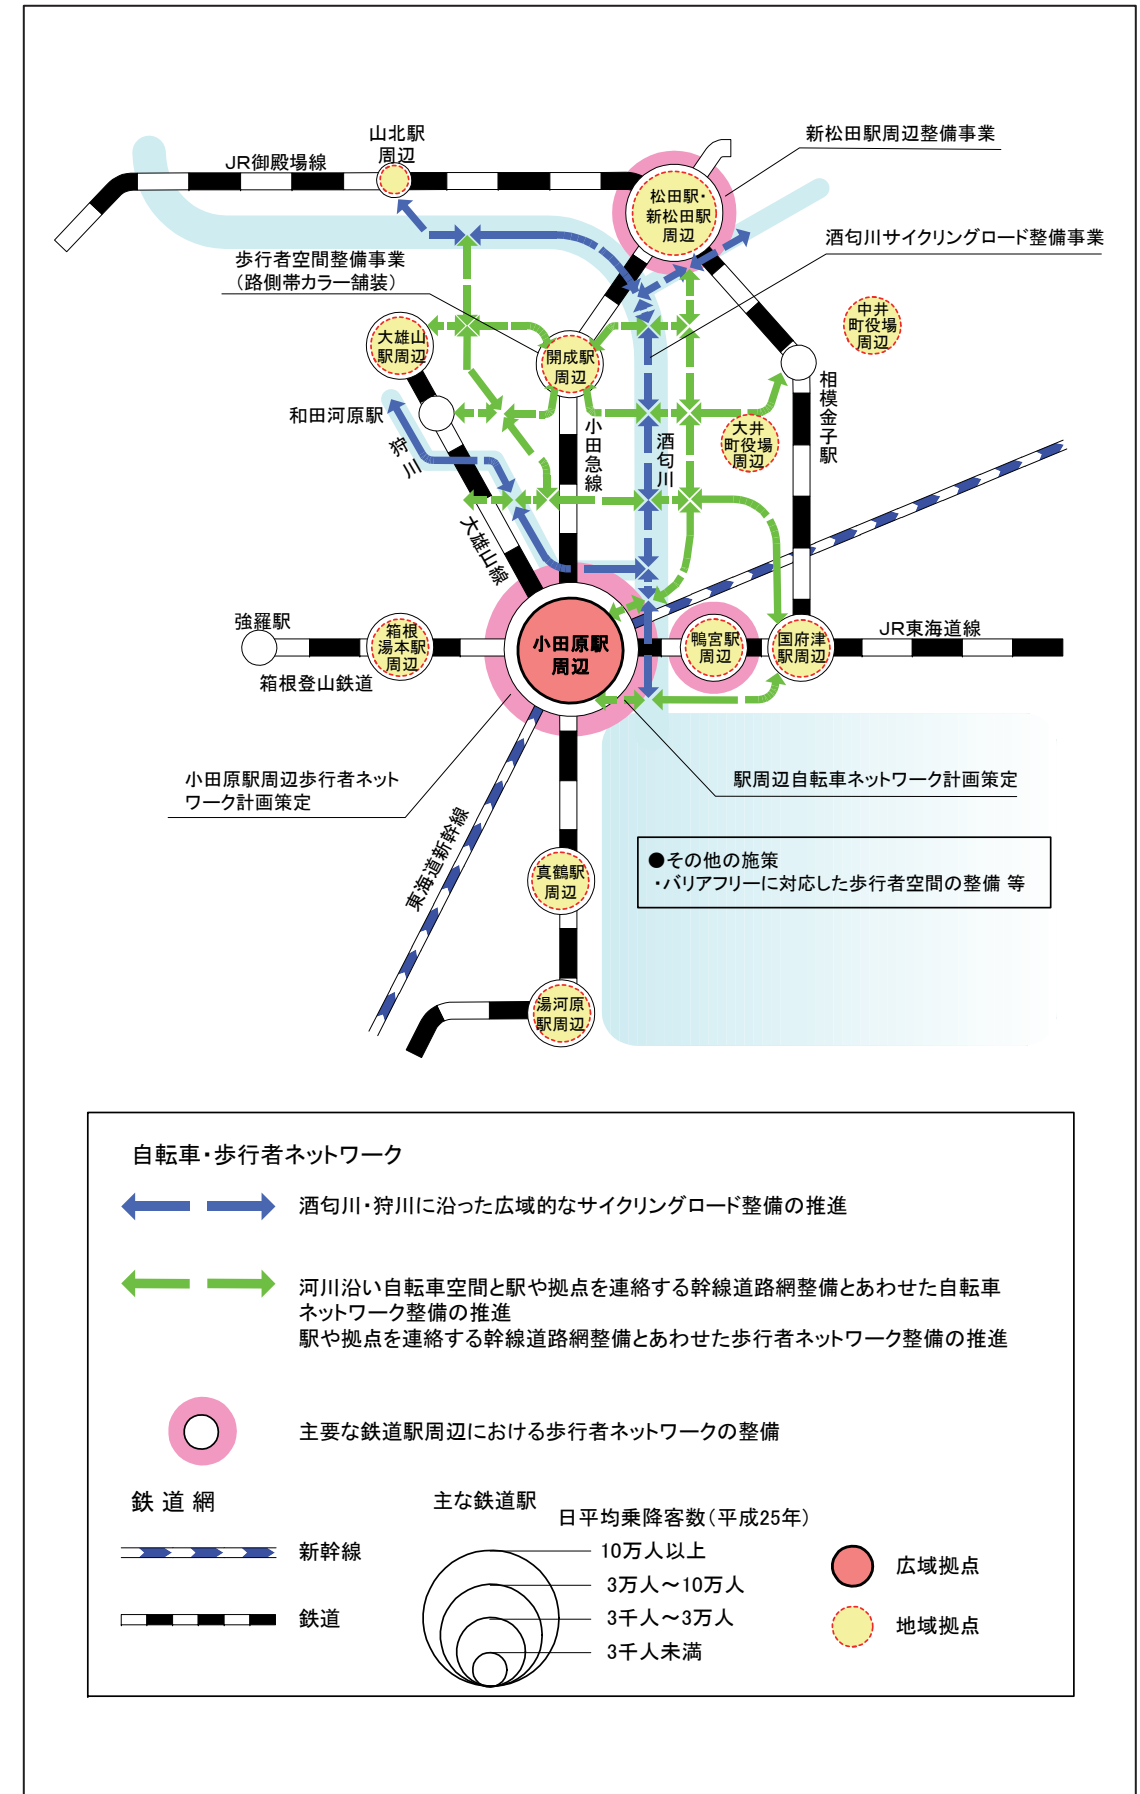 山北駅
周辺
新松田駅周辺整備事業
JR御殿場線
松田駅・
新松田駅
周辺
酒匂川サイクリングロード整備事業
歩行者空間整備事業
(路側帯カラー舗装)
中井
町役場
周辺
大雄山
駅周辺
開成駅
周辺
相模金子駅
和田河原駅
狩川
小田急線
酒匂川
大井
町役場
周辺
大雄山線
強羅駅
箱根
湯本駅
周辺
箱根登山鉄道
小田原駅
周辺
鴨宮駅
周辺
国府津
駅周辺
JR東海道線
小田原駅周辺歩行者ネット
ワーク計画策定
駅周辺自転車ネットワーク計画策定
東海道新幹線
●その他の施策
・バリアフリーに対応した歩行者空間の整備 等
真鶴駅
周辺
湯河原
駅周辺
自転車・歩行者ネットワーク
酒匂川・狩川に沿った広域的なサイクリングロード整備の推進
河川沿い自転車空間と駅や拠点を連絡する幹線道路網整備とあわせた自転車
ネットワーク整備の推進
駅や拠点を連絡する幹線道路網整備とあわせた歩行者ネットワーク整備の推進
主要な鉄道駅周辺における歩行者ネットワークの整備
鉄道網
新幹線
鉄道
主な鉄道駅
日平均乗降客数(平成25年)
10万人以上
3万人~10万人
3千人~3万人
3千人未満
広域拠点
地域拠点